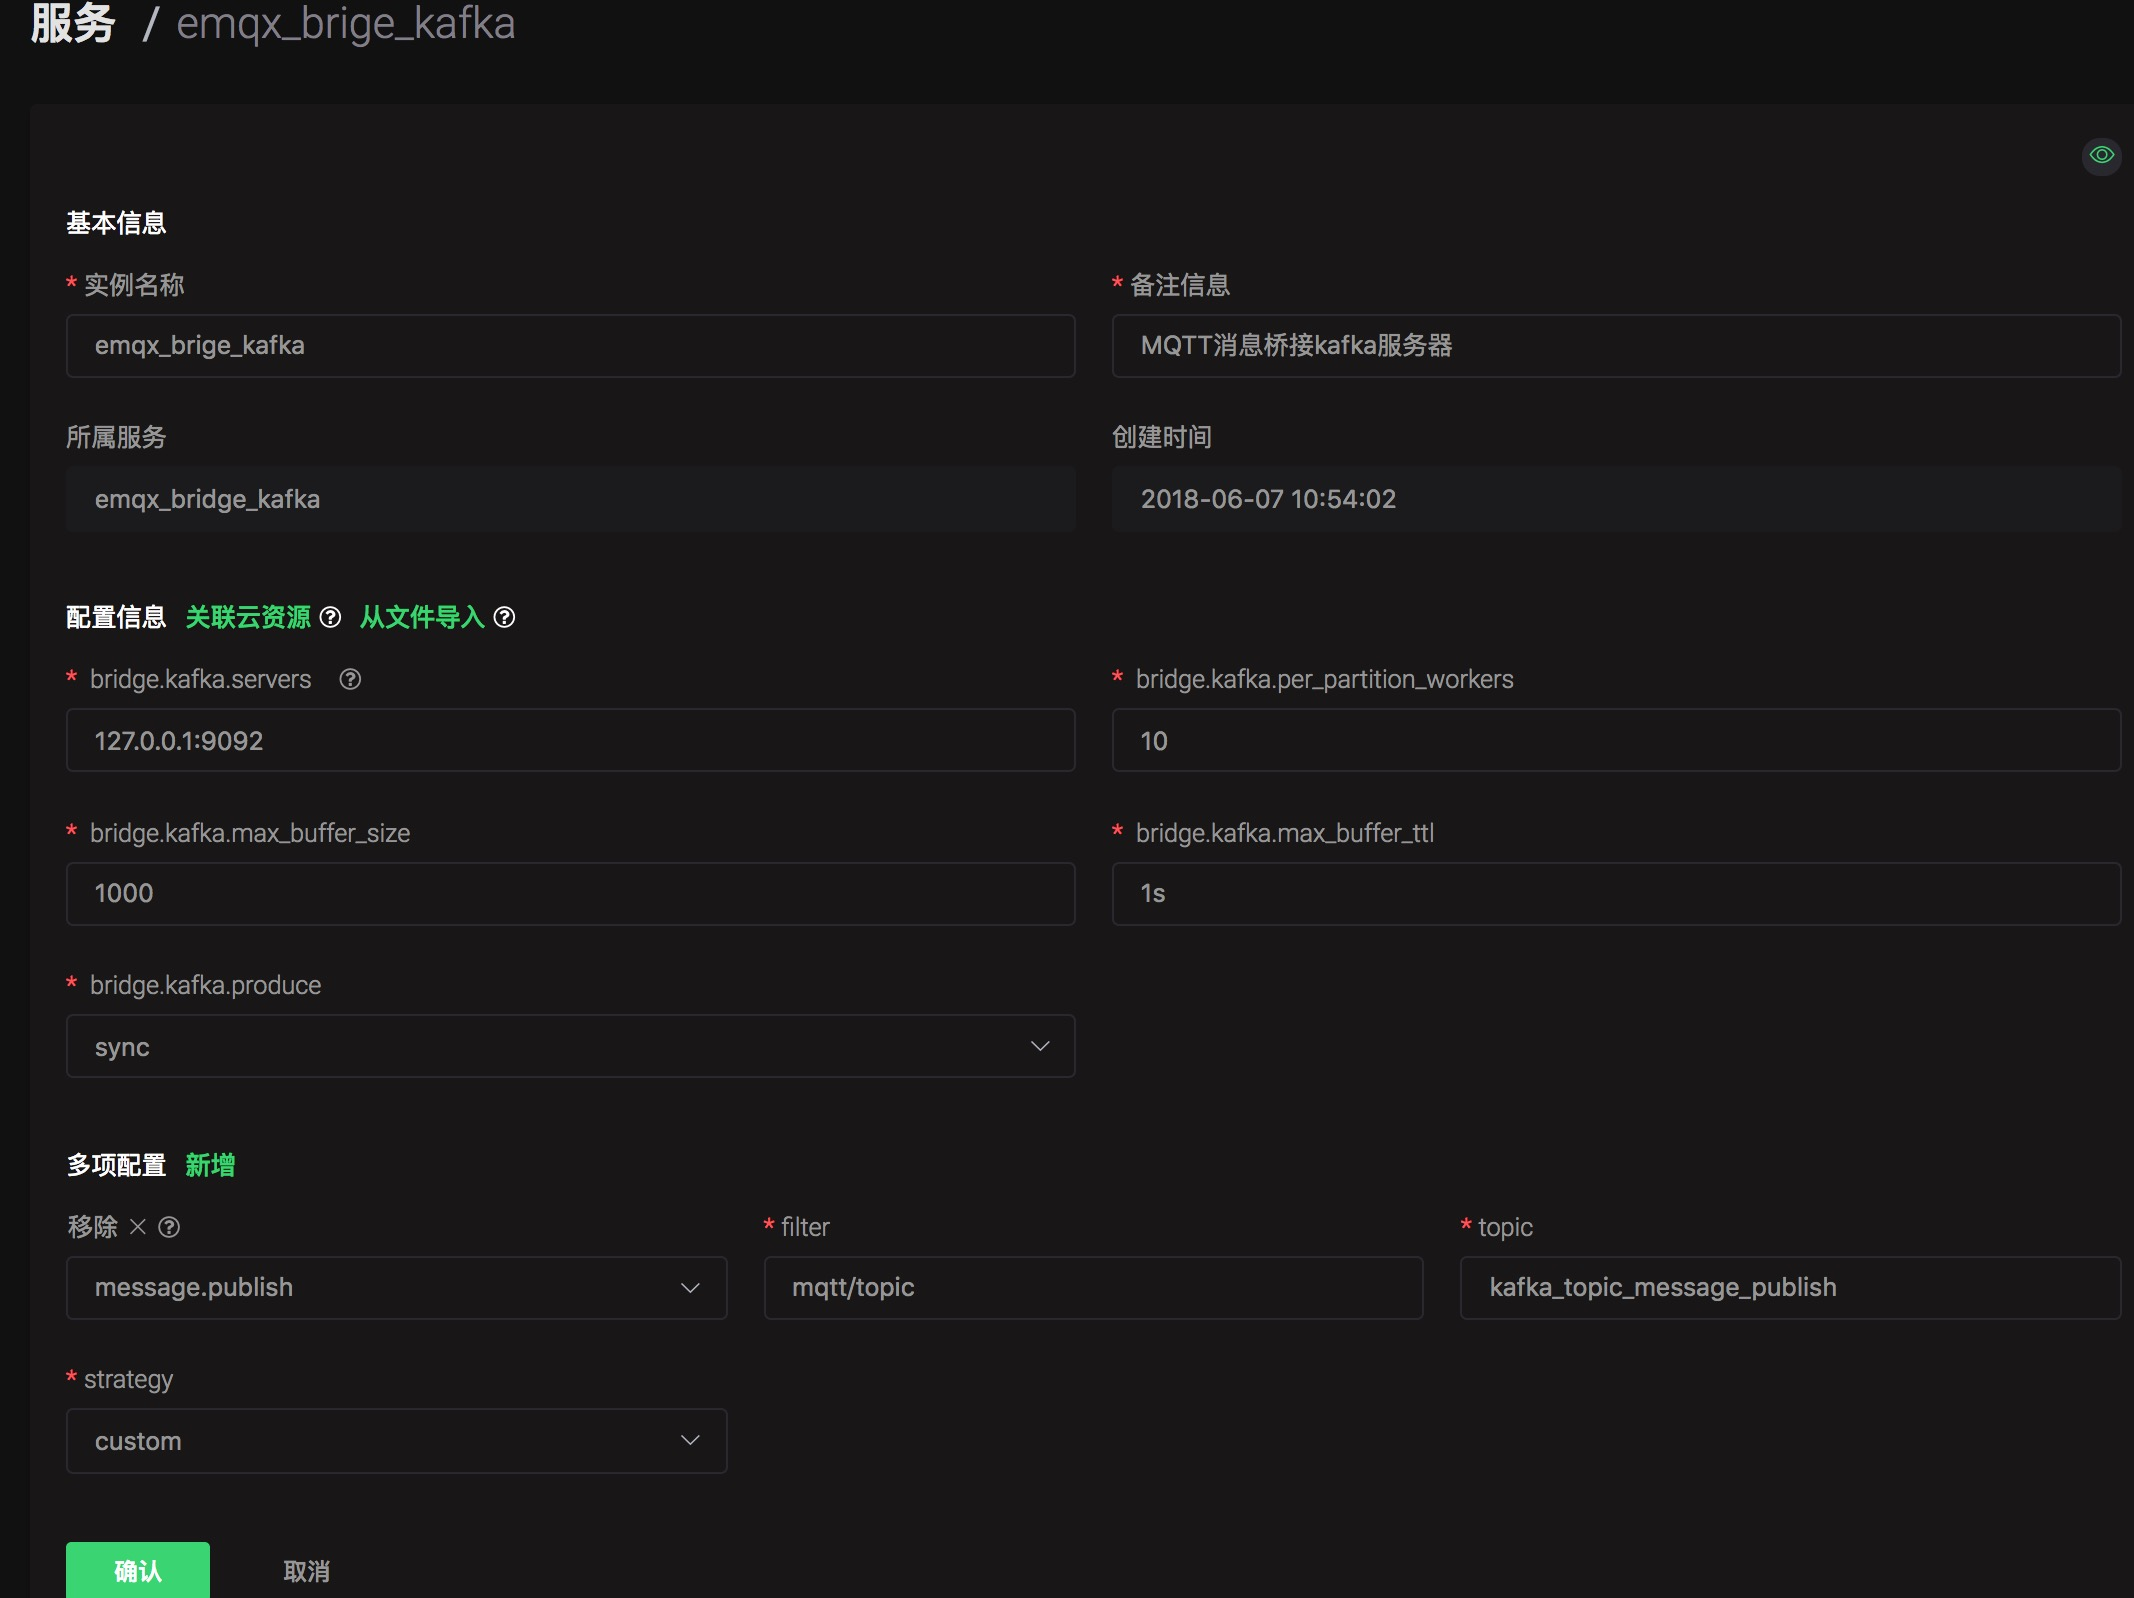 服务 / emqx_brige_kafka
基本信息
* 实例名称
* 备注信息
emqx_brige_kafka
MQTT消息桥接kafka服务器
所属服务
创建时间
emqx_bridge_kafka
2018-06-07 10:54:02
配置信息 关联云资源 ? 从文件导入 ?
* bridge.kafka.servers ?
* bridge.kafka.per_partition_workers
127.0.0.1:9092
10
* bridge.kafka.max_buffer_size
* bridge.kafka.max_buffer_ttl
1000
1s
* bridge.kafka.produce
sync
多项配置 新增
移除 × ?
* filter
* topic
message.publish
mqtt/topic
kafka_topic_message_publish
* strategy
custom
确认
取消